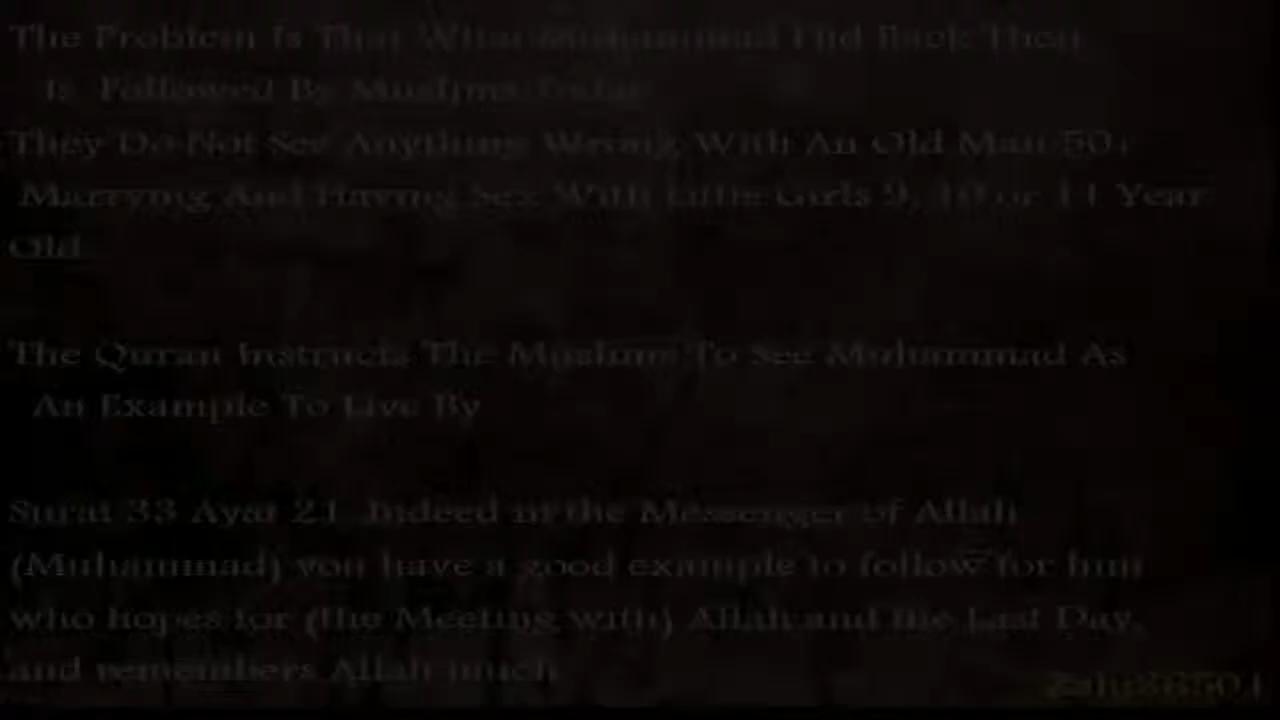 The Problem Is That What Muhammad Did Back Then
Is Followed By Muslims Today
They Do Not See Anything Wrong With An Old Man 50+
Marrying And Having Sex With Little Girls 9, 10 or 11 Year
Old
The Quran Instructs The Muslims To See Muhammad As
An Example To Live By
Surat 33 Ayat 21 Indeed in the Messenger of Allah
(Muhammad) you have a good example to follow for him
who hopes for (the Meeting with) Allah and the Last Day,
and remembers Allah much